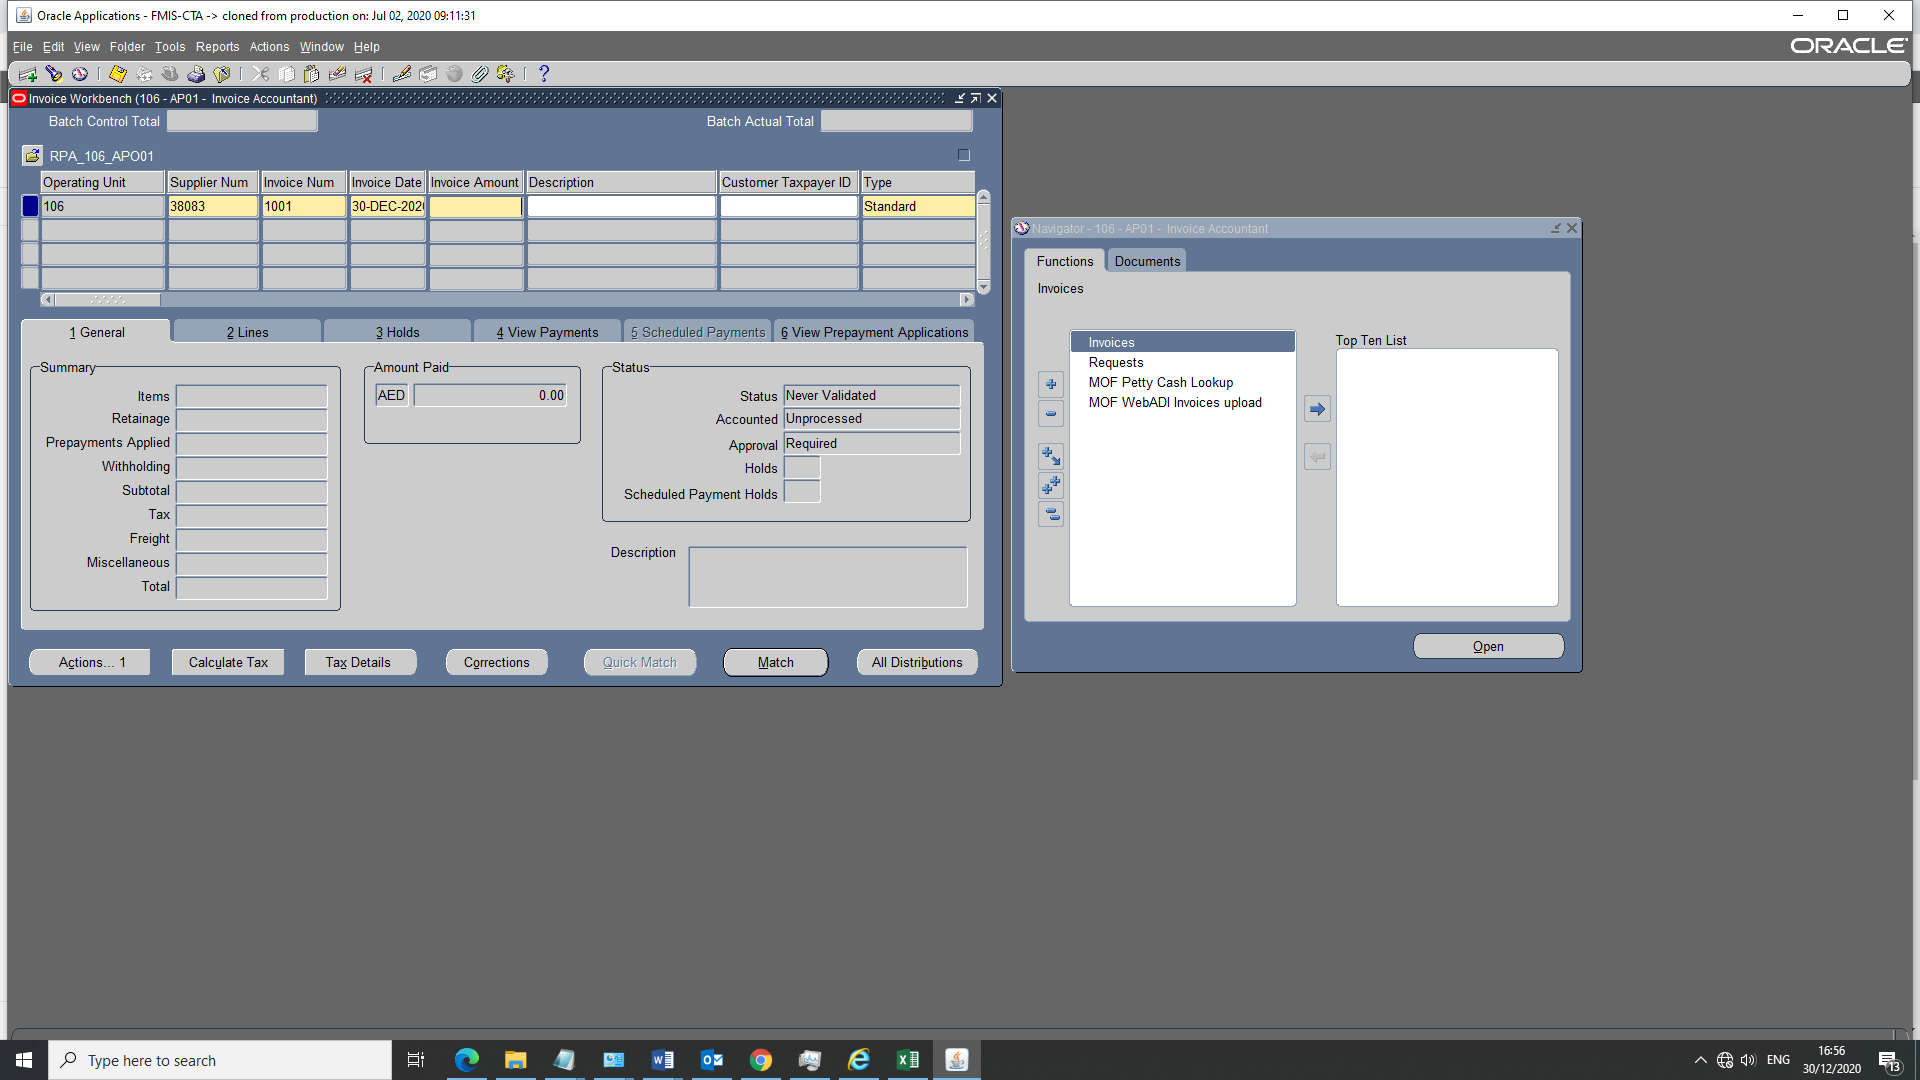 Oracle Applications - FMIS-CTA -> cloned from production on: Jul 02, 2020 09:11:31
File Edit View Folder Tools Reports Actions Window Help
ORACLE
Invoice Workbench (106 - AP01 - Invoice Accountant)
Batch Control Total
Batch Actual Total
RPA_106_APO01
Operating Unit Supplier Num Invoice Num Invoice Date Invoice Amount Description Customer Taxpayer ID Type
106 38083 1001 30-DEC-202 Standard
1 General 2 Lines 3 Holds 4 View Payments 5 Scheduled Payments 6 View Prepayment Applications
Summary
Items
Retainage
Prepayments Applied
Withholding
Subtotal
Tax
Freight
Miscellaneous
Total
Amount Paid
AED 0.00
Status
Status Never Validated
Accounted Unprocessed
Approval Required
Holds
Scheduled Payment Holds
Description
Actions... 1 Calculate Tax Tax Details Corrections Quick Match Match All Distributions
Navigator - 106 - AP01 - Invoice Accountant
Functions Documents
Invoices
Invoices
Requests
MOF Petty Cash Lookup
MOF WebADI Invoices upload
Top Ten List
Open
Type here to search
ENG
16:56
30/12/2020
13